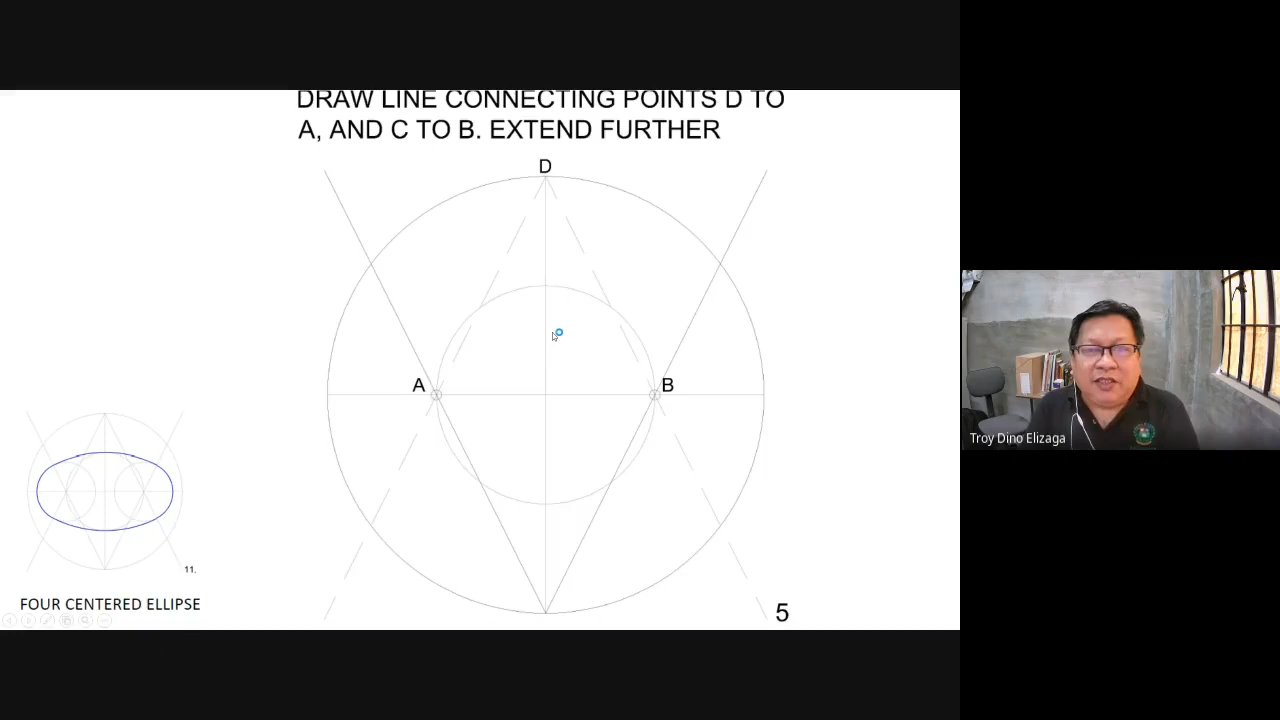 DRAW LINE CONNECTING POINTS D TO
A, AND C TO B. EXTEND FURTHER
D
A
B
5
11.
FOUR CENTERED ELLIPSE
Troy Dino Elizaga